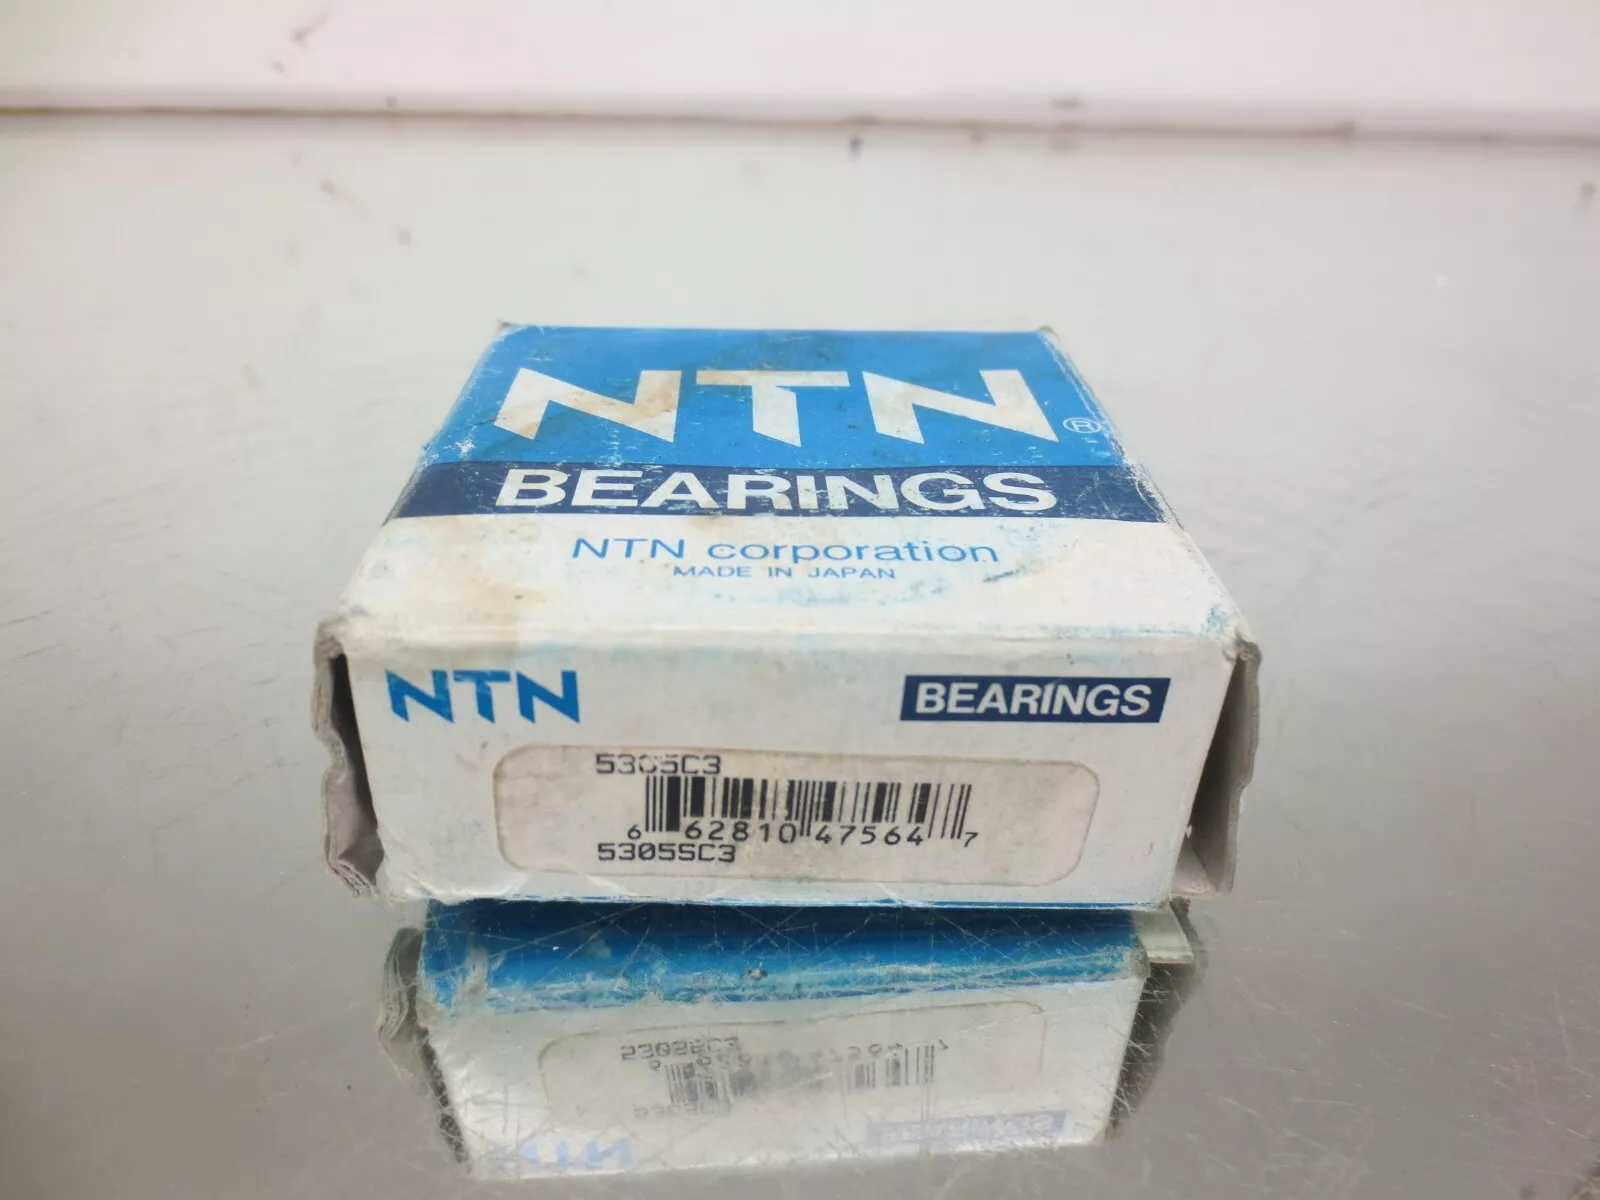 NTN®
BEARINGS
NTN corporation
MADE IN JAPAN
NTN BEARINGS
5305C3
6 62810 47564 7
5305SC3